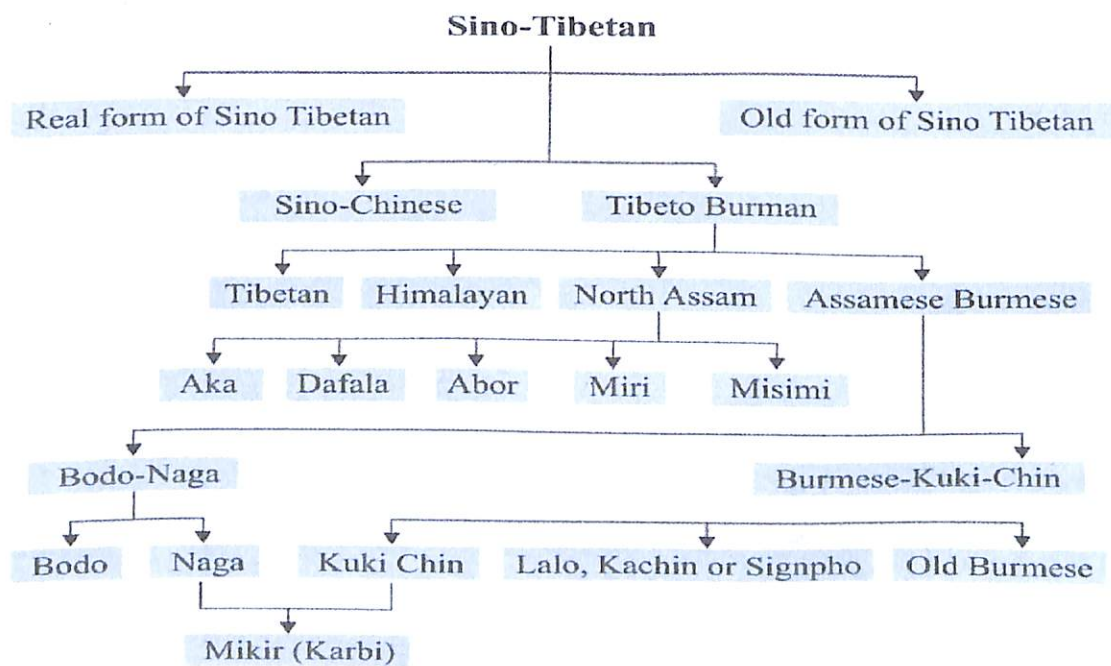 Sino-Tibetan
Real form of Sino Tibetan
Old form of Sino Tibetan
Sino-Chinese
Tibeto Burman
Tibetan
Himalayan
North Assam
Assamese Burmese
Aka
Dafala
Abor
Miri
Misimi
Bodo-Naga
Burmese-Kuki-Chin
Bodo
Naga
Kuki Chin
Lalo, Kachin or Signpho
Old Burmese
Mikir (Karbi)